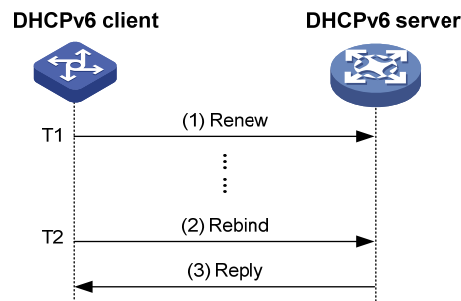 DHCPv6 client
DHCPv6 server
T1
(1) Renew
T2
(2) Rebind
(3) Reply